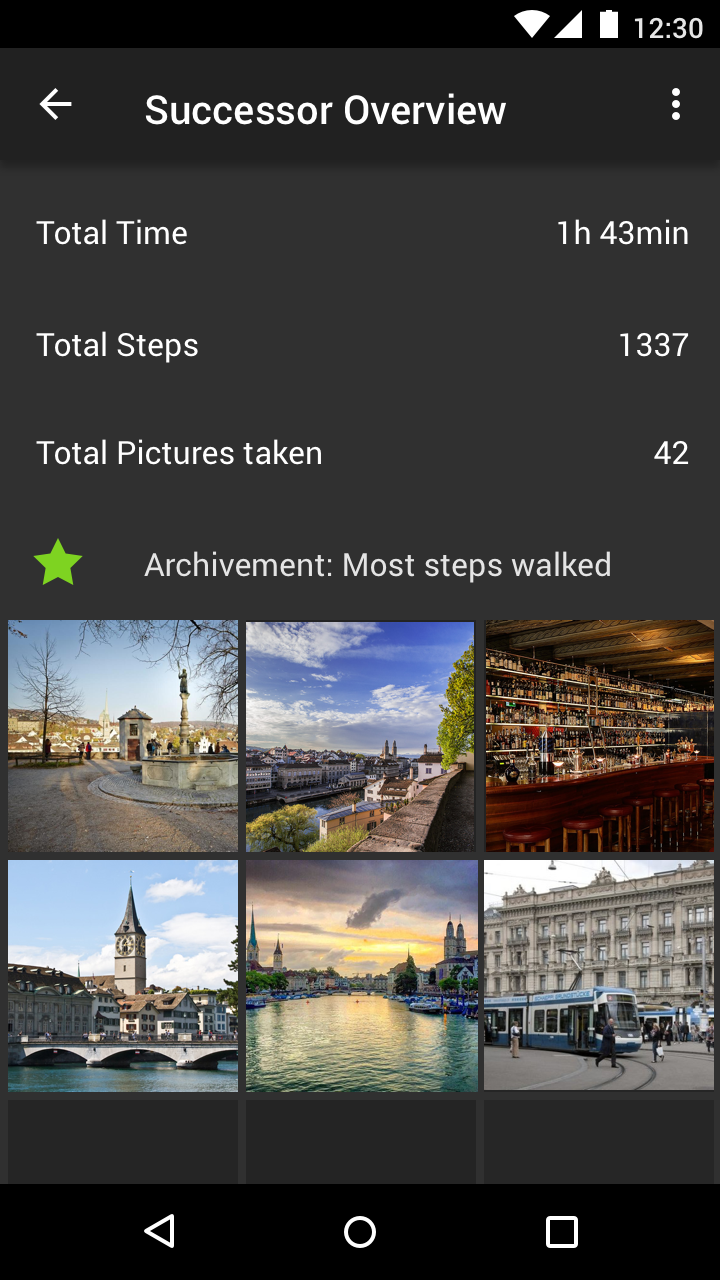 12:30
Successor Overview
Total Time 1h 43min
Total Steps 1337
Total Pictures taken 42
Archivement: Most steps walked